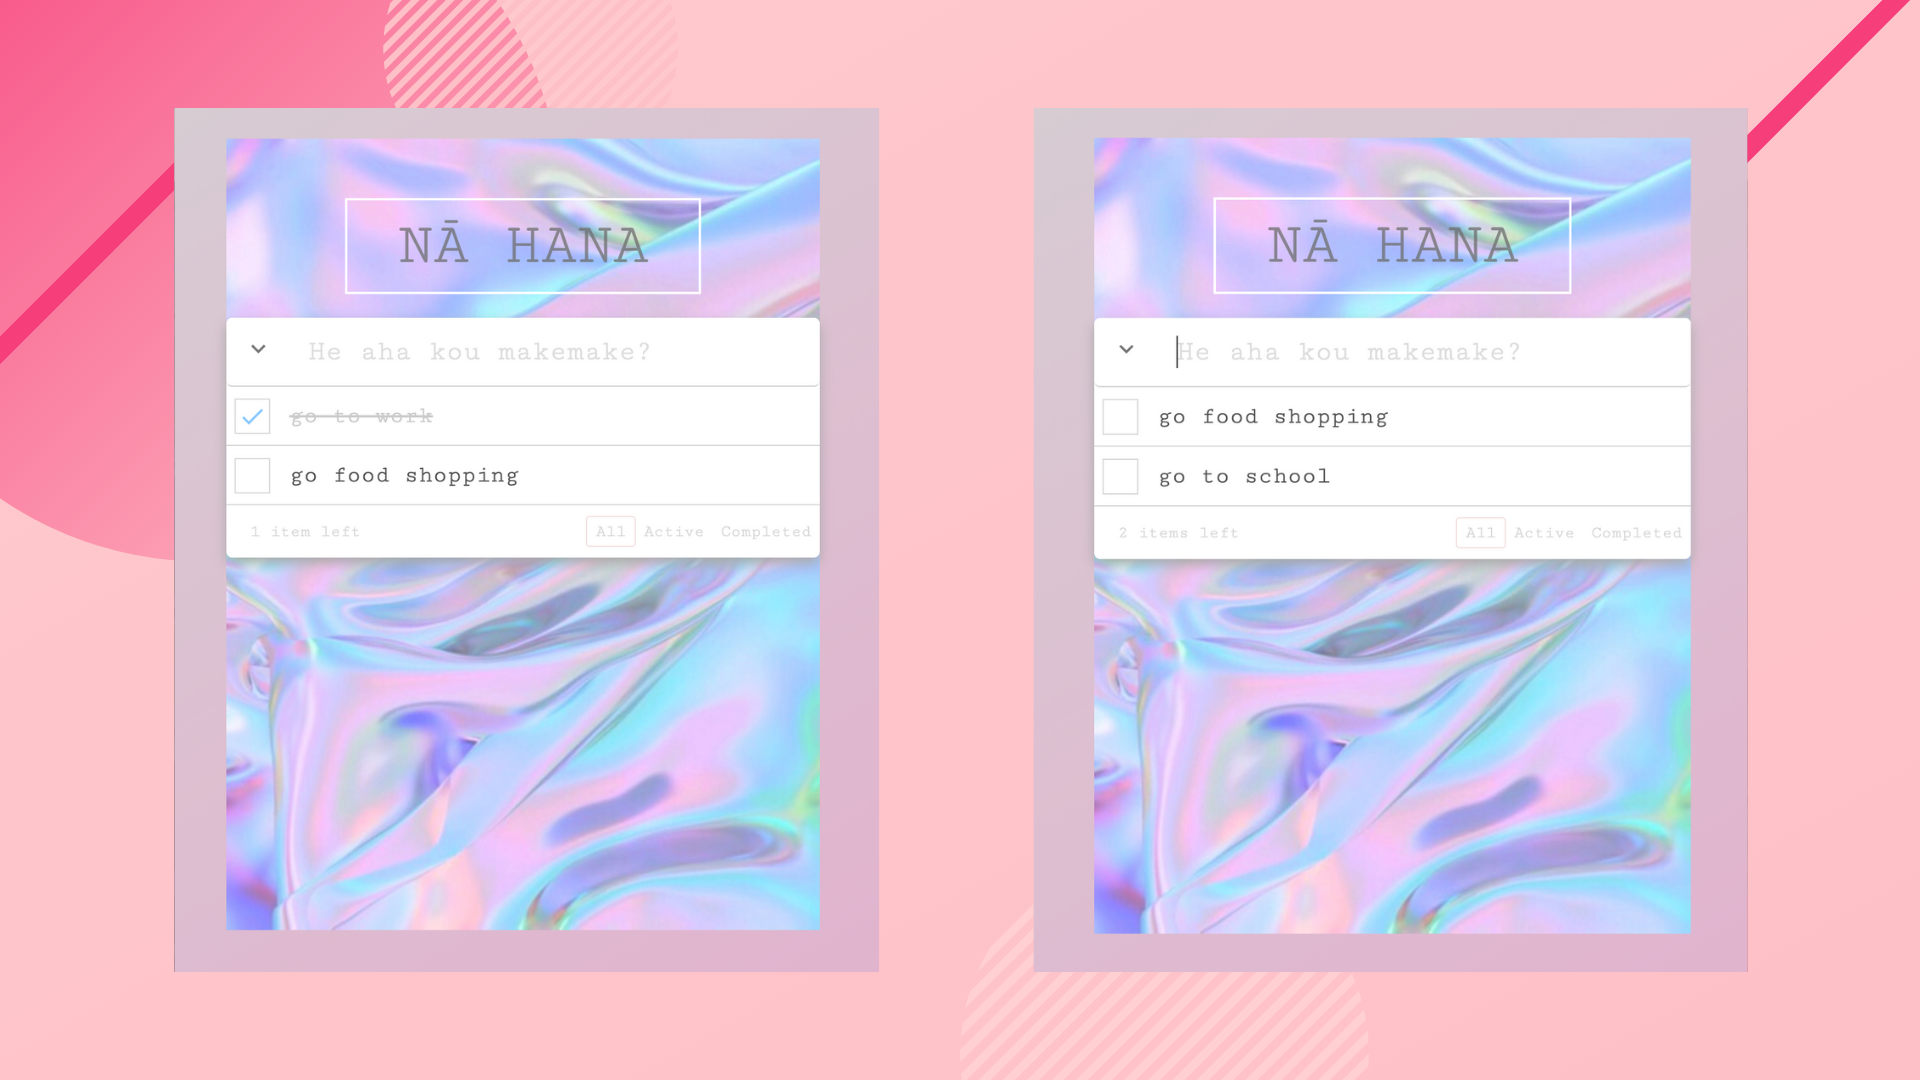 NĀ HANA
He aha kou makemake?
go to work
go food shopping
1 item left All Active Completed
NĀ HANA
He aha kou makemake?
go food shopping
go to school
2 items left All Active Completed